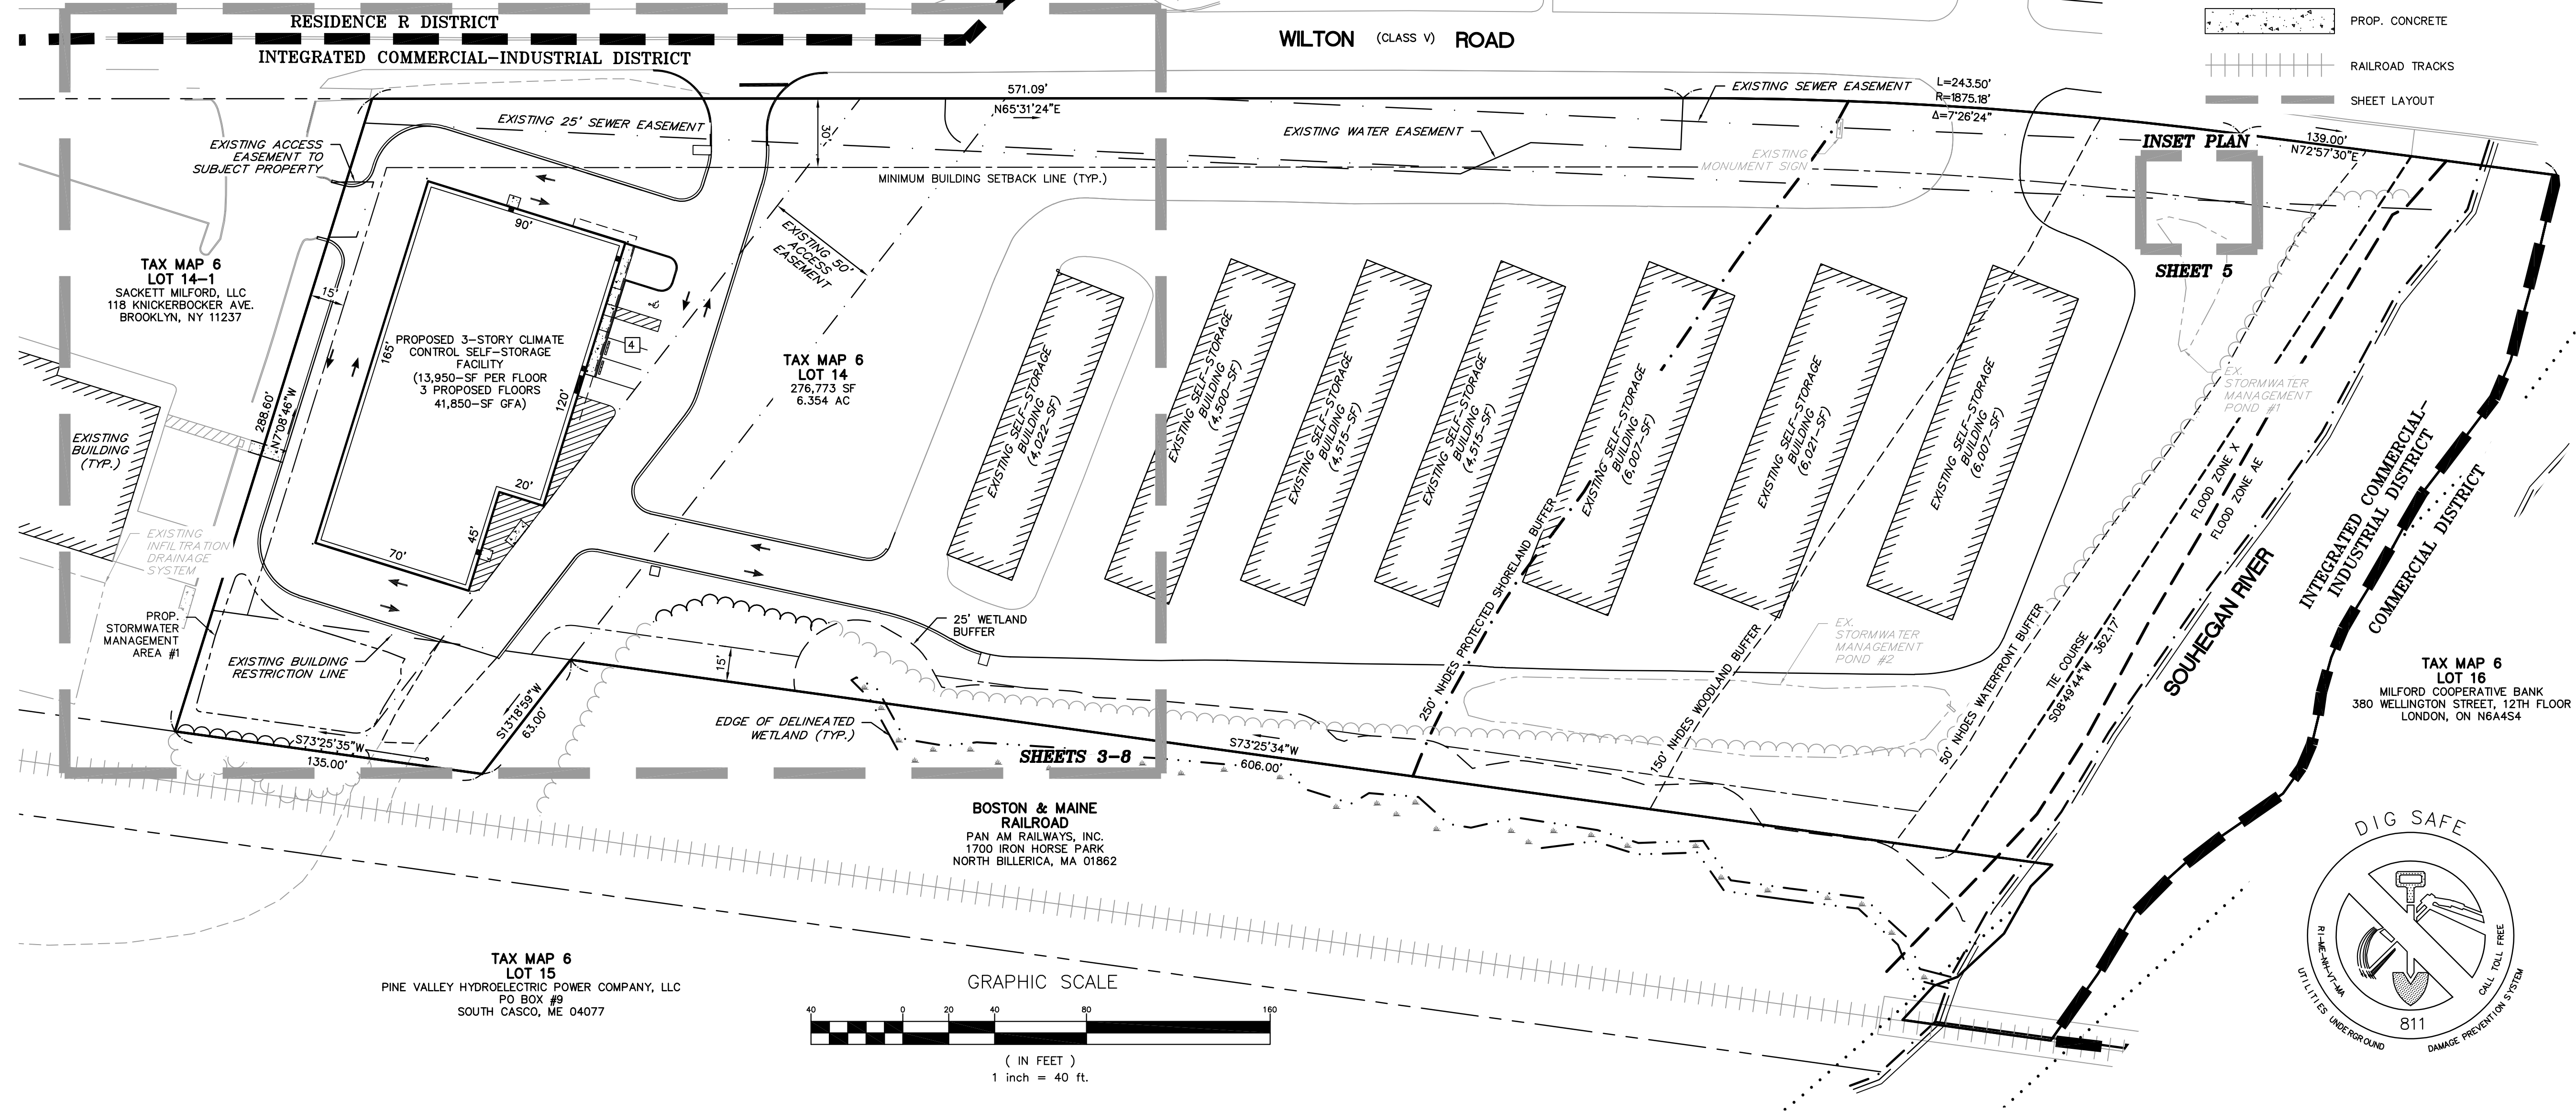 RESIDENCE R DISTRICT
INTEGRATED COMMERCIAL-INDUSTRIAL DISTRICT
WILTON (CLASS V) ROAD
PROP. CONCRETE
RAILROAD TRACKS
SHEET LAYOUT
571.09'
N65°31'24"E
EXISTING SEWER EASEMENT
L=243.50'
R=1875.18'
Δ=7°26'24"
EXISTING 25' SEWER EASEMENT
30'
EXISTING WATER EASEMENT
EXISTING
MONUMENT SIGN
INSET PLAN
139.00'
N72°57'30"E
SHEET 5
EXISTING ACCESS
EASEMENT TO
SUBJECT PROPERTY
MINIMUM BUILDING SETBACK LINE (TYP.)
90'
EXISTING 50'
ACCESS
EASEMENT
TAX MAP 6
LOT 14-1
SACKETT MILFORD, LLC
118 KNICKERBOCKER AVE.
BROOKLYN, NY 11237
15'
165'
PROPOSED 3-STORY CLIMATE
CONTROL SELF-STORAGE
FACILITY
(13,950-SF PER FLOOR
3 PROPOSED FLOORS
41,850-SF GFA)
4
120'
20'
45'
70'
TAX MAP 6
LOT 14
276,773 SF
6.354 AC
288.60'
N7°08'46"W
EXISTING
BUILDING
(TYP.)
EXISTING
INFILTRATION
DRAINAGE
SYSTEM
PROP.
STORMWATER
MANAGEMENT
AREA #1
EXISTING BUILDING
RESTRICTION LINE
S73°25'35"W
135.00'
S13°18'59"W
63.00'
15'
25' WETLAND
BUFFER
EDGE OF DELINEATED
WETLAND (TYP.)
SHEETS 3-8
S73°25'34"W
606.00'
EXISTING SELF-STORAGE
BUILDING
(4,022-SF)
EXISTING SELF-STORAGE
BUILDING
(4,500-SF)
EXISTING SELF-STORAGE
BUILDING
(4,515-SF)
EXISTING SELF-STORAGE
BUILDING
(4,515-SF)
EXISTING SELF-STORAGE
BUILDING
(6,007-SF)
EXISTING SELF-STORAGE
BUILDING
(6,021-SF)
EXISTING SELF-STORAGE
BUILDING
(6,007-SF)
250' NHDES PROTECTED SHORELAND BUFFER
150' NHDES WOODLAND BUFFER
50' NHDES WATERFRONT BUFFER
EX.
STORMWATER
MANAGEMENT
POND #2
EX.
STORMWATER
MANAGEMENT
POND #1
FLOOD ZONE X
FLOOD ZONE AE
TIE COURSE
S08°49'44"W 362.17'
SOUHEGAN RIVER
INTEGRATED COMMERCIAL-
INDUSTRIAL DISTRICT
COMMERCIAL DISTRICT
TAX MAP 6
LOT 16
MILFORD COOPERATIVE BANK
380 WELLINGTON STREET, 12TH FLOOR
LONDON, ON N6A4S4
BOSTON & MAINE
RAILROAD
PAN AM RAILWAYS, INC.
1700 IRON HORSE PARK
NORTH BILLERICA, MA 01862
TAX MAP 6
LOT 15
PINE VALLEY HYDROELECTRIC POWER COMPANY, LLC
PO BOX #9
SOUTH CASCO, ME 04077
GRAPHIC SCALE
40 0 20 40 80 160
( IN FEET )
1 inch = 40 ft.
DIG SAFE
RI-ME-NH-VT-MA
CALL TOLL FREE
811
UTILITIES UNDERGROUND
DAMAGE PREVENTION SYSTEM